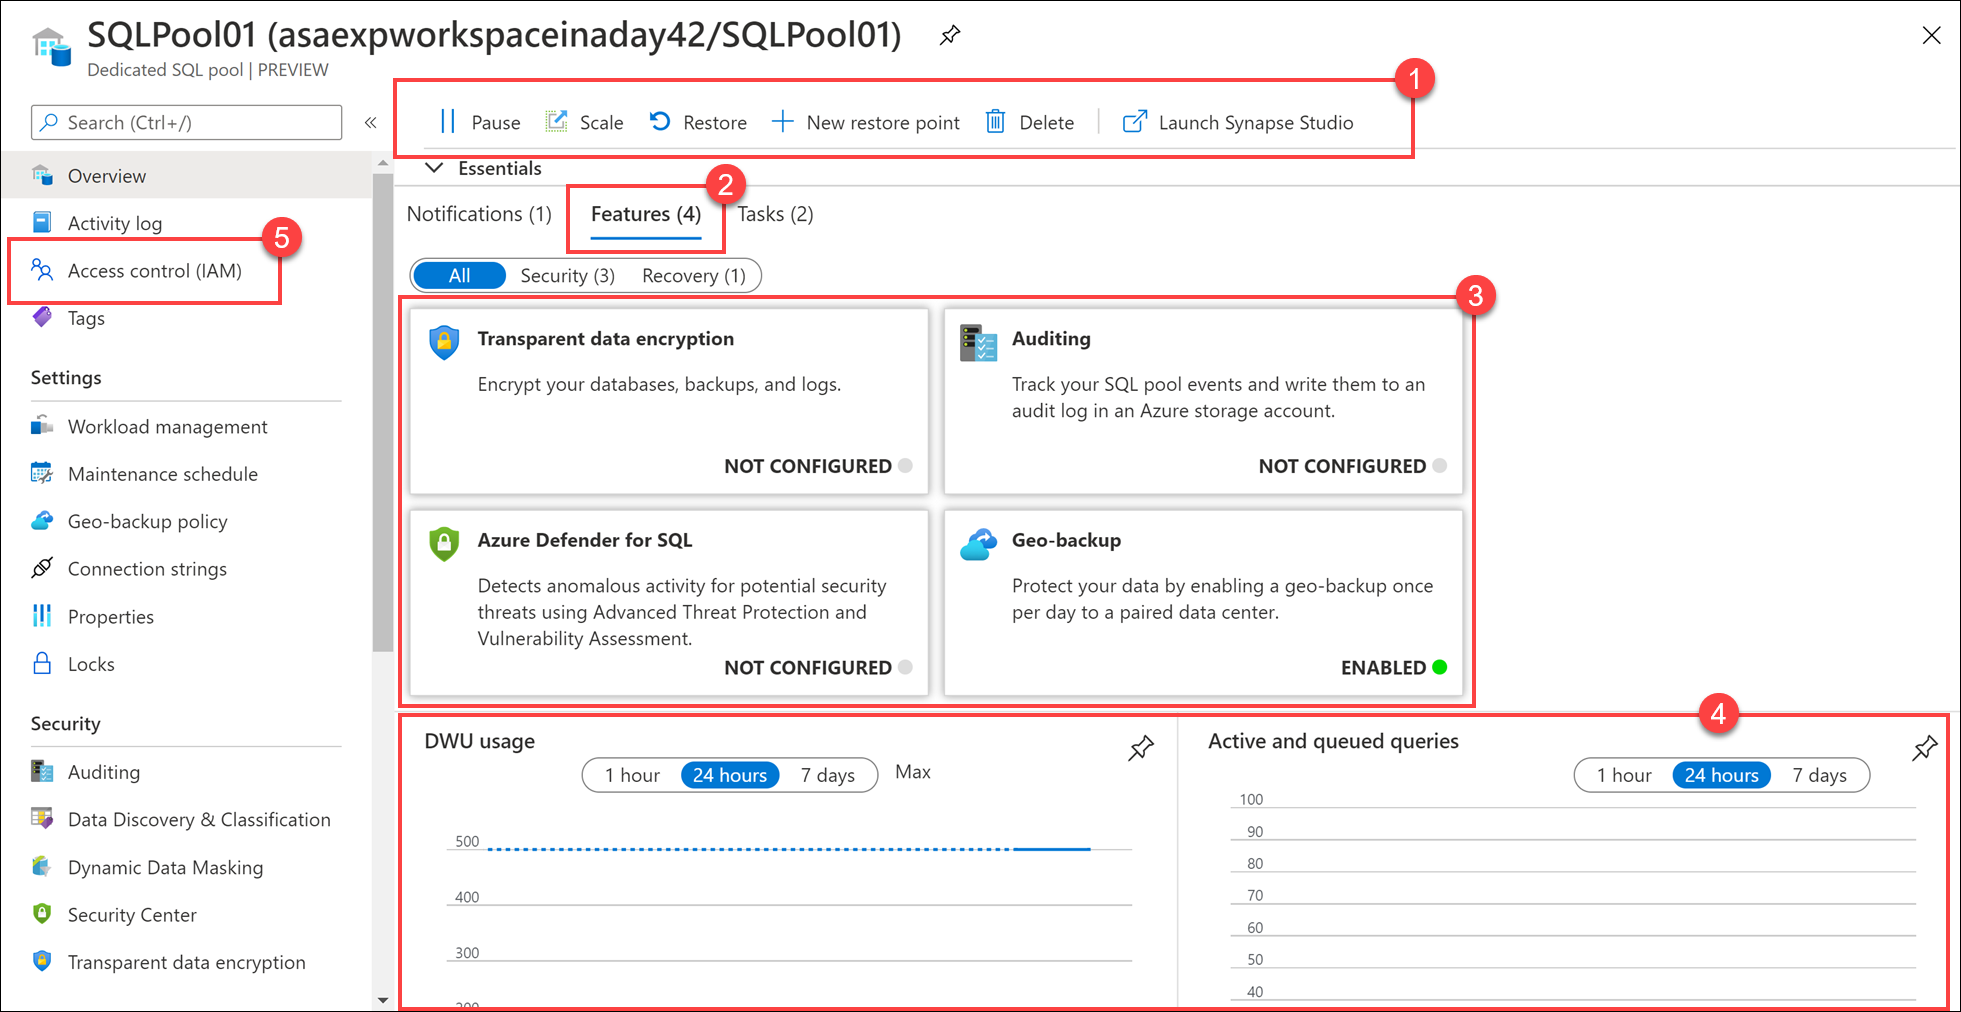 SQLPool01 (asaexpworkspaceinaday42/SQLPool01)
Dedicated SQL pool | PREVIEW
Search (Ctrl+/)
«
Overview
Activity log
5
Access control (IAM)
Tags
Settings
Workload management
Maintenance schedule
Geo-backup policy
Connection strings
Properties
Locks
Security
Auditing
Data Discovery & Classification
Dynamic Data Masking
Security Center
Transparent data encryption
1
Pause Scale Restore New restore point Delete Launch Synapse Studio
Essentials
2
Notifications (1) Features (4) Tasks (2)
All Security (3) Recovery (1)
3
Transparent data encryption
Encrypt your databases, backups, and logs.
NOT CONFIGURED
Auditing
Track your SQL pool events and write them to an
audit log in an Azure storage account.
NOT CONFIGURED
Azure Defender for SQL
Detects anomalous activity for potential security
threats using Advanced Threat Protection and
Vulnerability Assessment.
NOT CONFIGURED
Geo-backup
Protect your data by enabling a geo-backup once
per day to a paired data center.
ENABLED
4
DWU usage
1 hour 24 hours 7 days Max
500
400
300
200
Active and queued queries
1 hour 24 hours 7 days
100
90
80
70
60
50
40